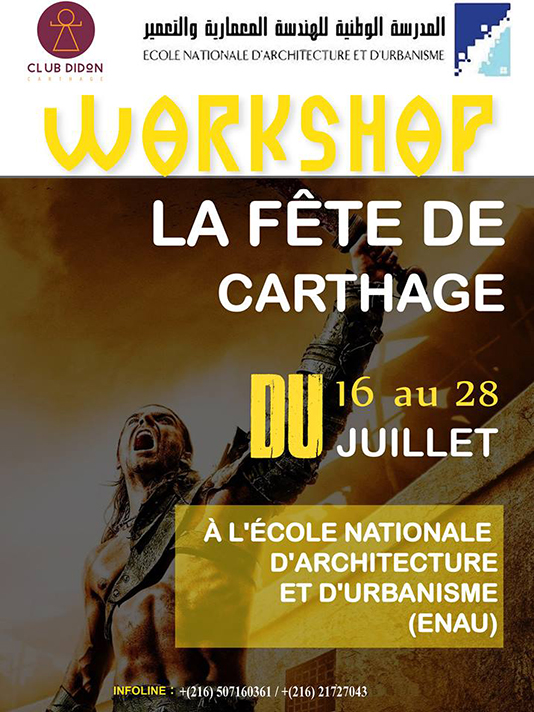 CLUB DIDON
CARTHAGE
المدرسة الوطنية للهندسة المعمارية والتعمير
ECOLE NATIONALE D'ARCHITECTURE ET D'URBANISME
WORKSHOP
LA FÊTE DE
CARTHAGE
DU 16 au 28
JUILLET
À L'ÉCOLE NATIONALE
D'ARCHITECTURE
ET D'URBANISME
(ENAU)
INFOLINE : +(216) 507160361 / +(216) 21727043